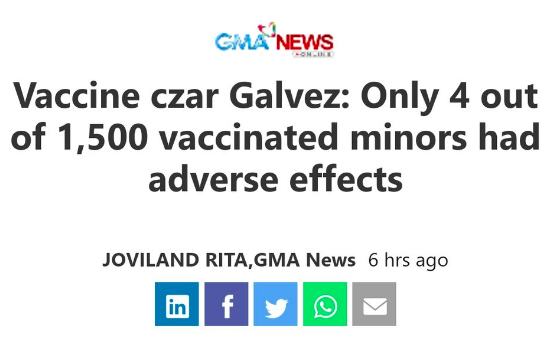 GMA NEWS
ONLINE
Vaccine czar Galvez: Only 4 out
of 1,500 vaccinated minors had
adverse effects
JOVILAND RITA,GMA News 6 hrs ago
in f